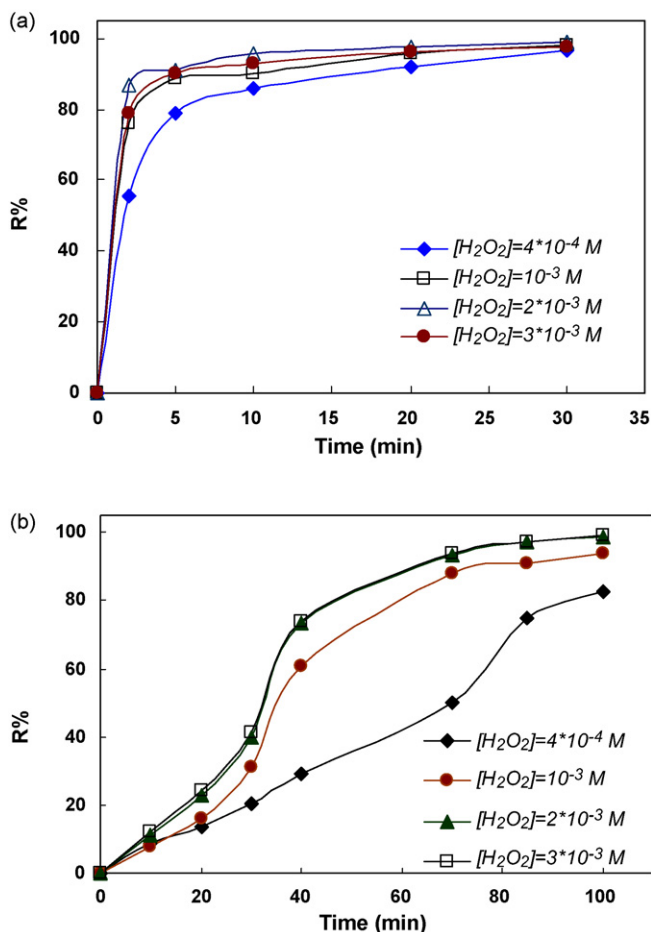 (a)
100
80
60
40
20
0
R%
[H2O2]=4*10-4 M
[H2O2]=10-3 M
[H2O2]=2*10-3 M
[H2O2]=3*10-3 M
0 5 10 15 20 25 30 35
Time (min)
(b)
100
80
60
40
20
0
R%
[H2O2]=4*10-4 M
[H2O2]=10-3 M
[H2O2]=2*10-3 M
[H2O2]=3*10-3 M
0 20 40 60 80 100
Time (min)